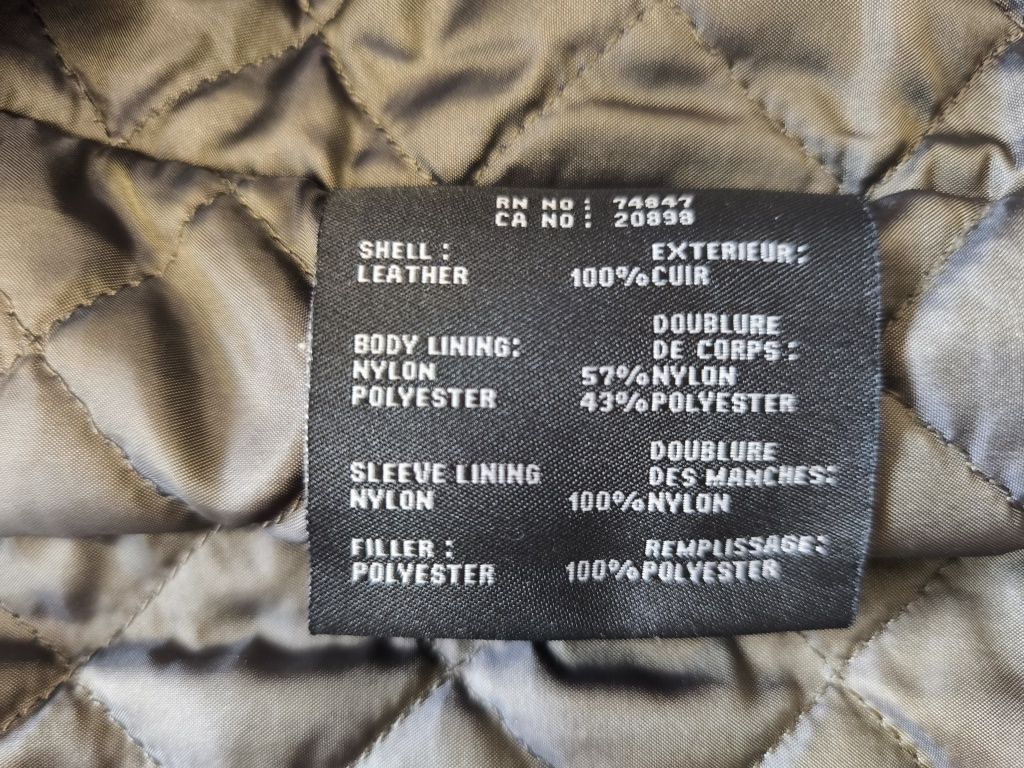 RN NO: 74847
CA NO: 20898
SHELL: EXTERIEUR:
LEATHER 100% CUIR
DOUBLURE
BODY LINING: DE CORPS:
NYLON 57% NYLON
POLYESTER 43% POLYESTER
DOUBLURE
SLEEVE LINING DES MANCHES:
NYLON 100% NYLON
FILLER: REMPLISSAGE:
POLYESTER 100% POLYESTER